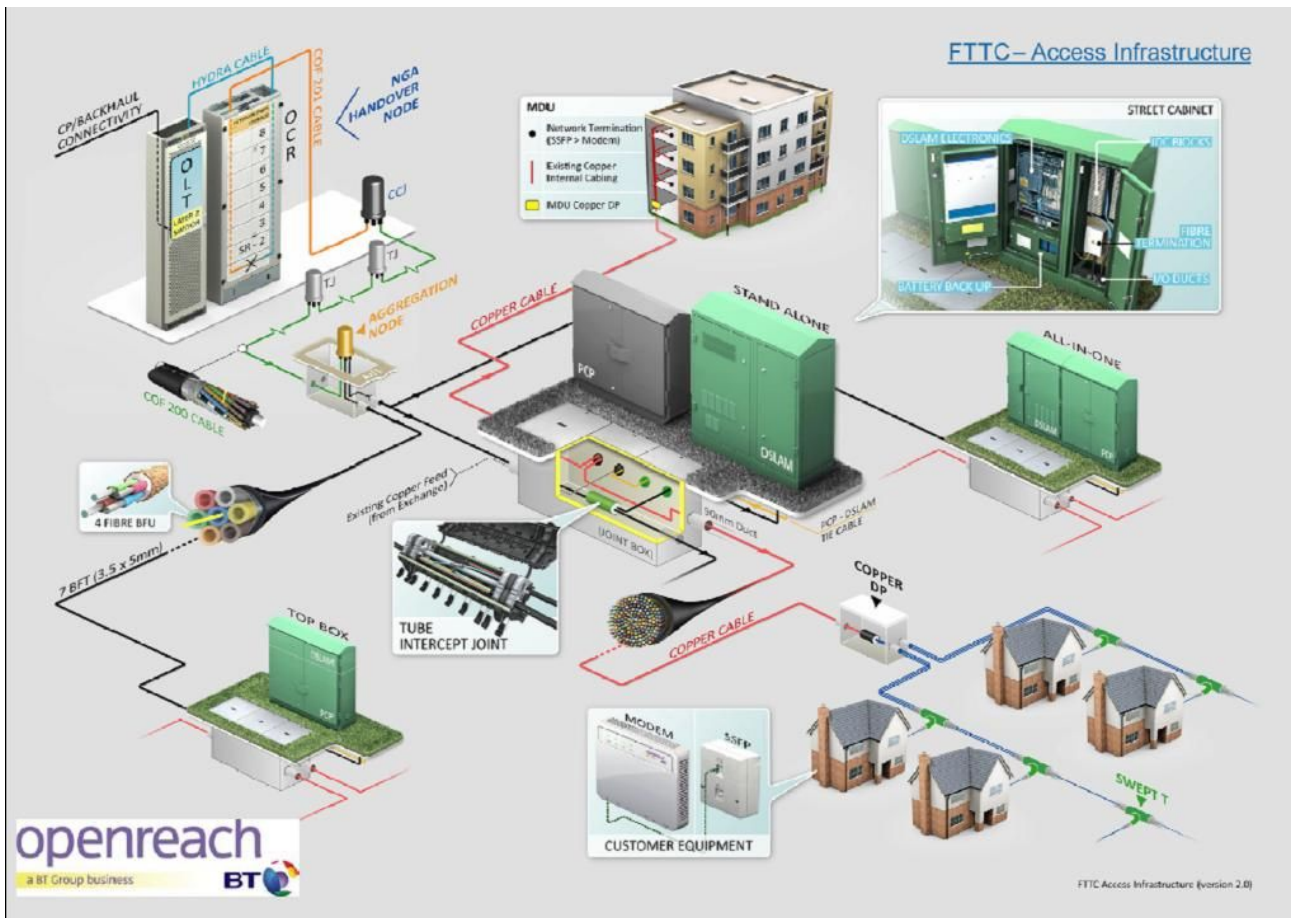 FTTC – Access Infrastructure
CP/BACKHAUL
CONNECTIVITY
HYDRA CABLE
COF 201 CABLE
NGA
HANDOVER
NODE
OCR
OLT
LAYER 2
SWITCH
8
7
6
5
4
3
2
SR
CCJ
TJ
TJ
AGGREGATION
NODE
COF 200 CABLE
MDU
Network Termination
(SSFP > Modem)
Existing Copper
Internal Cabling
MDU Copper DP
STREET CABINET
DSLAM ELECTRONICS
IDC BLOCKS
FIBRE
TERMINATION
BATTERY BACK UP
I/O DUCTS
COPPER CABLE
STAND ALONE
PCP
DSLAM
ALL-IN-ONE
DSLAM
PCP
4 FIBRE BFU
Existing Copper Feed
(from Exchange)
(JOINT BOX)
90mm Duct
PCP - DSLAM
TIE CABLE
7 BFT (3.5 x 5mm)
TUBE
INTERCEPT JOINT
COPPER CABLE
COPPER
DP
TOP BOX
DSLAM
PCP
MODEM
SSFP
CUSTOMER EQUIPMENT
SWEPT T
openreach
a BT Group business
BT
FTTC Access Infrastructure (version 2.0)